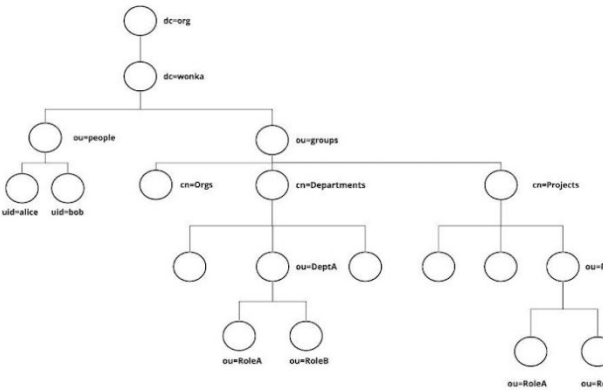 dc=org
dc=wonka
ou=people
ou=groups
uid=alice
uid=bob
cn=Orgs
cn=Departments
cn=Projects
ou=DeptA
ou=RoleA
ou=RoleB
ou=RoleA